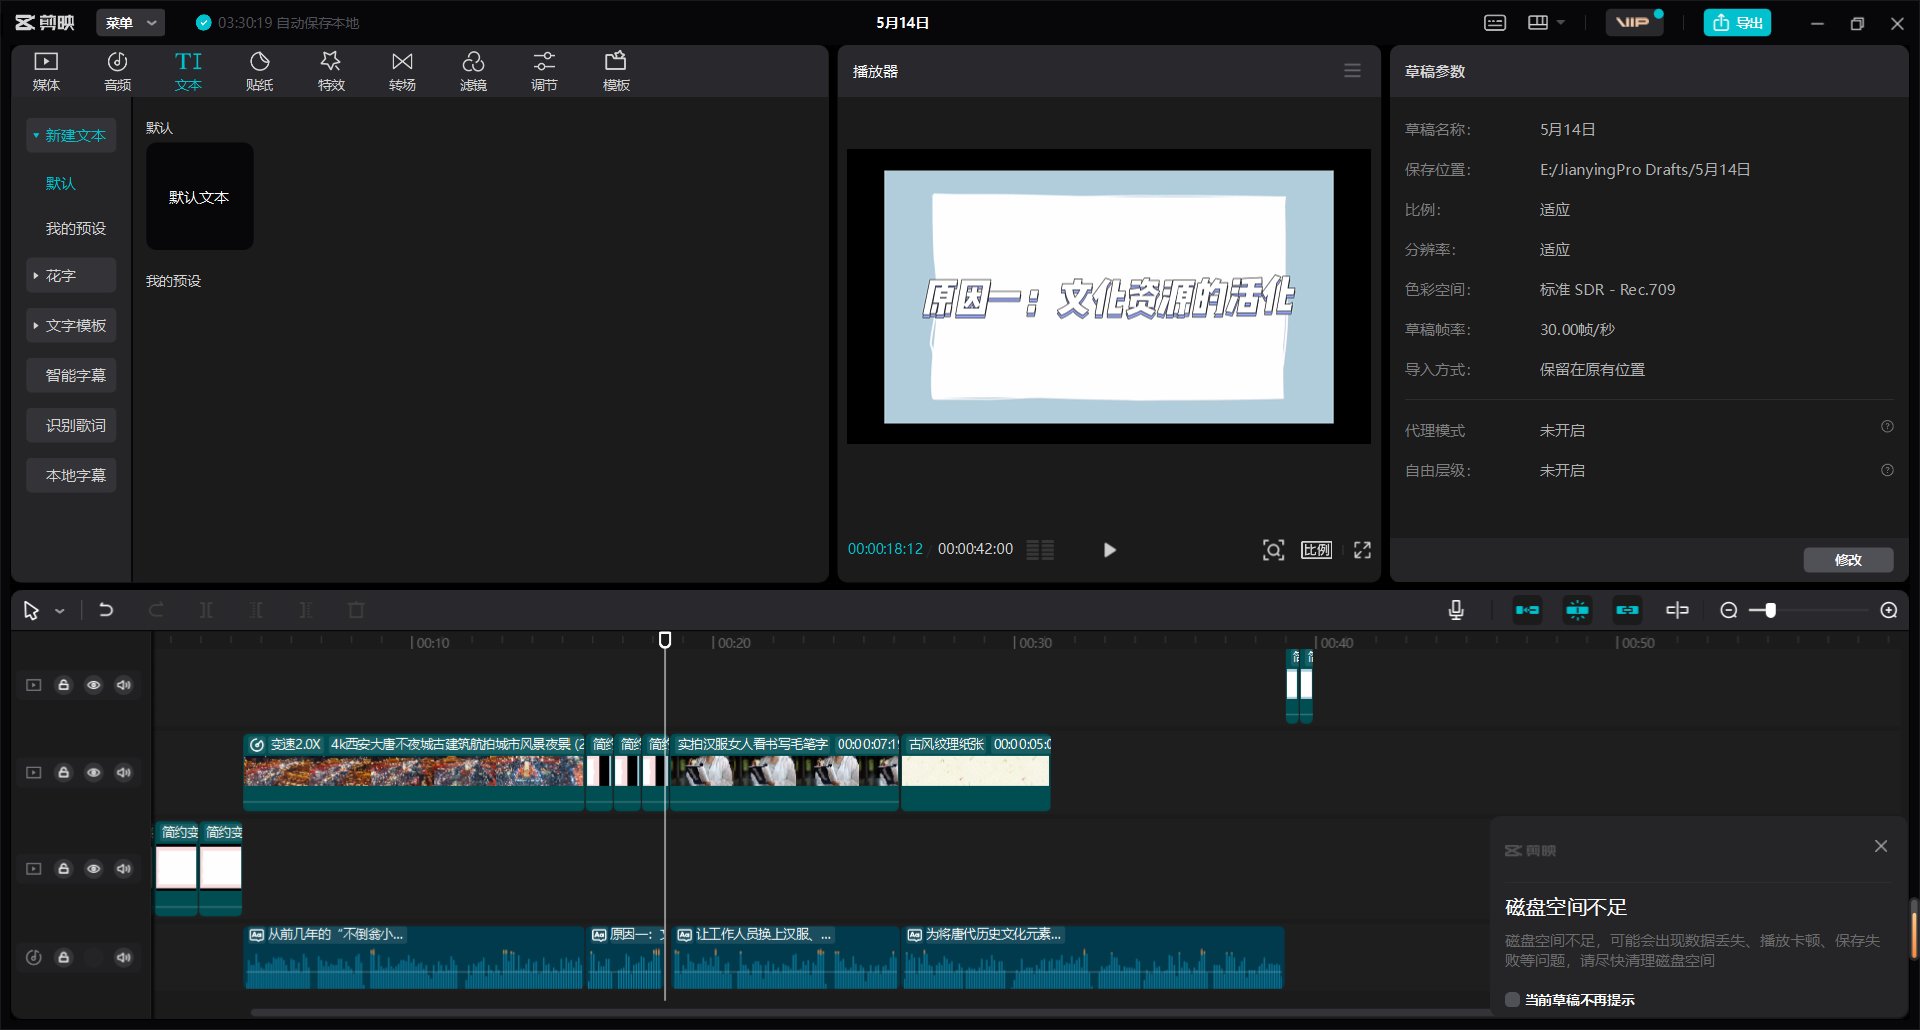 剪映
菜单
03:30:19 自动保存本地
5月14日
VIP
导出
媒体
音频
TI
文本
贴纸
特效
转场
滤镜
调节
模板
新建文本
默认
我的预设
花字
文字模板
智能字幕
识别歌词
本地字幕
默认
默认文本
我的预设
播放器
原因一：文化资源的活化
00:00:18:12 / 00:00:42:00
比例
草稿参数
草稿名称： 5月14日
保存位置： E:/JianyingPro Drafts/5月14日
比例： 适应
分辨率： 适应
色彩空间： 标准 SDR - Rec.709
草稿帧率： 30.00帧/秒
导入方式： 保留在原有位置
代理模式 未开启
自由层级： 未开启
修改
00:10
00:20
00:30
00:40
00:50
变速2.0X 4k西安大唐不夜城古建筑航拍城市风景夜景 (2
简约
简约
简约
实拍汉服女人看书写毛笔字 00:00:07:1
古风纹理纸张 00:00:05:0
简约变
简约变
从前几年的“不倒翁小...
原因一：
让工作人员换上汉服、...
为将唐代历史文化元素...
剪映
磁盘空间不足
磁盘空间不足，可能会出现数据丢失、播放卡顿、保存失
败等问题，请尽快清理磁盘空间
当前草稿不再提示